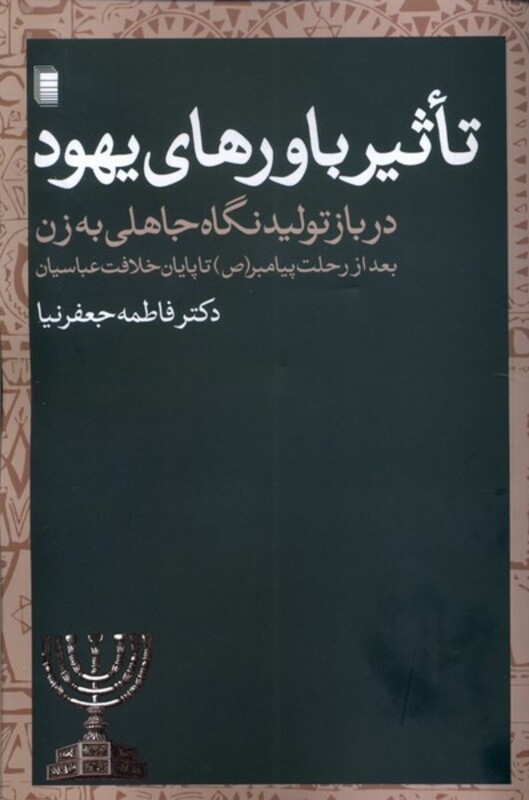 تأثیر باورهای یهود
در بازتولید نگاه جاهلی به زن
بعد از رحلت پیامبر(ص) تا پایان خلافت عباسیان
دکتر فاطمه جعفرنیا